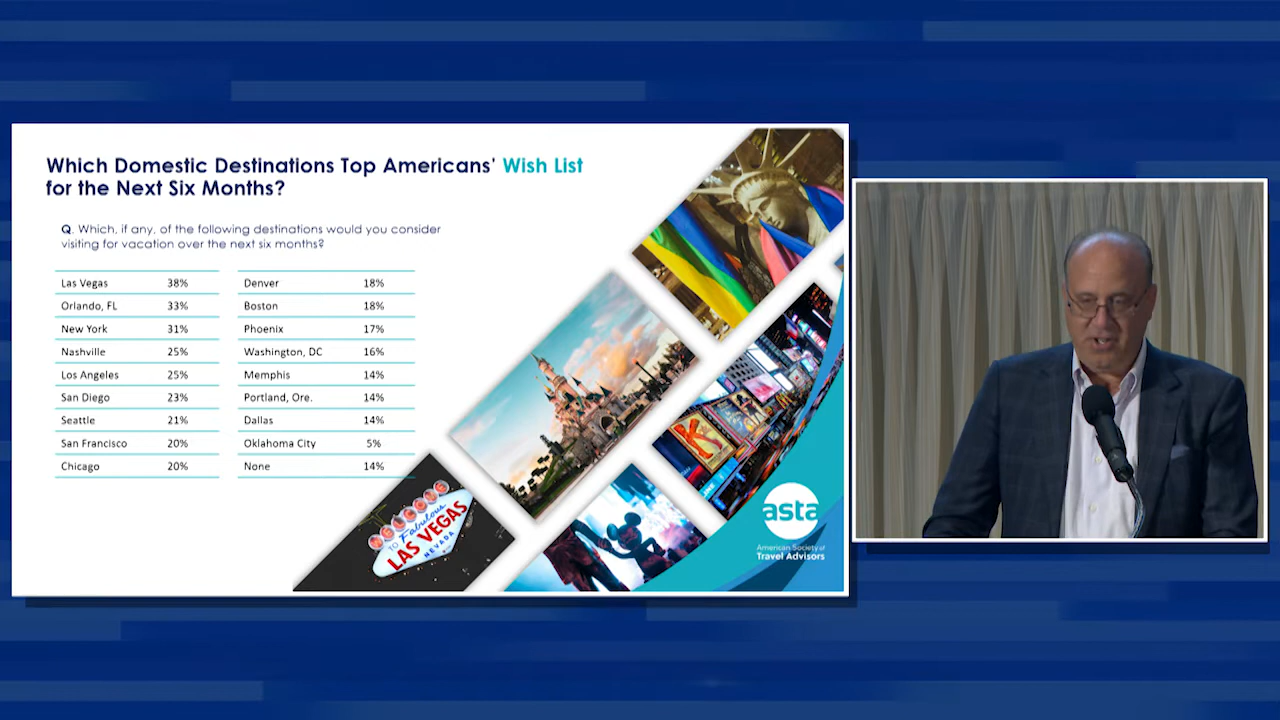 Which Domestic Destinations Top Americans' Wish List
for the Next Six Months?
Q. Which, if any, of the following destinations would you consider
visiting for vacation over the next six months?
Las Vegas 38%
Orlando, FL 33%
New York 31%
Nashville 25%
Los Angeles 25%
San Diego 23%
Seattle 21%
San Francisco 20%
Chicago 20%
Denver 18%
Boston 18%
Phoenix 17%
Washington, DC 16%
Memphis 14%
Portland, Ore. 14%
Dallas 14%
Oklahoma City 5%
None 14%
WELCOME
TO Fabulous
LAS VEGAS
NEVADA
asta
American Society of
Travel Advisors